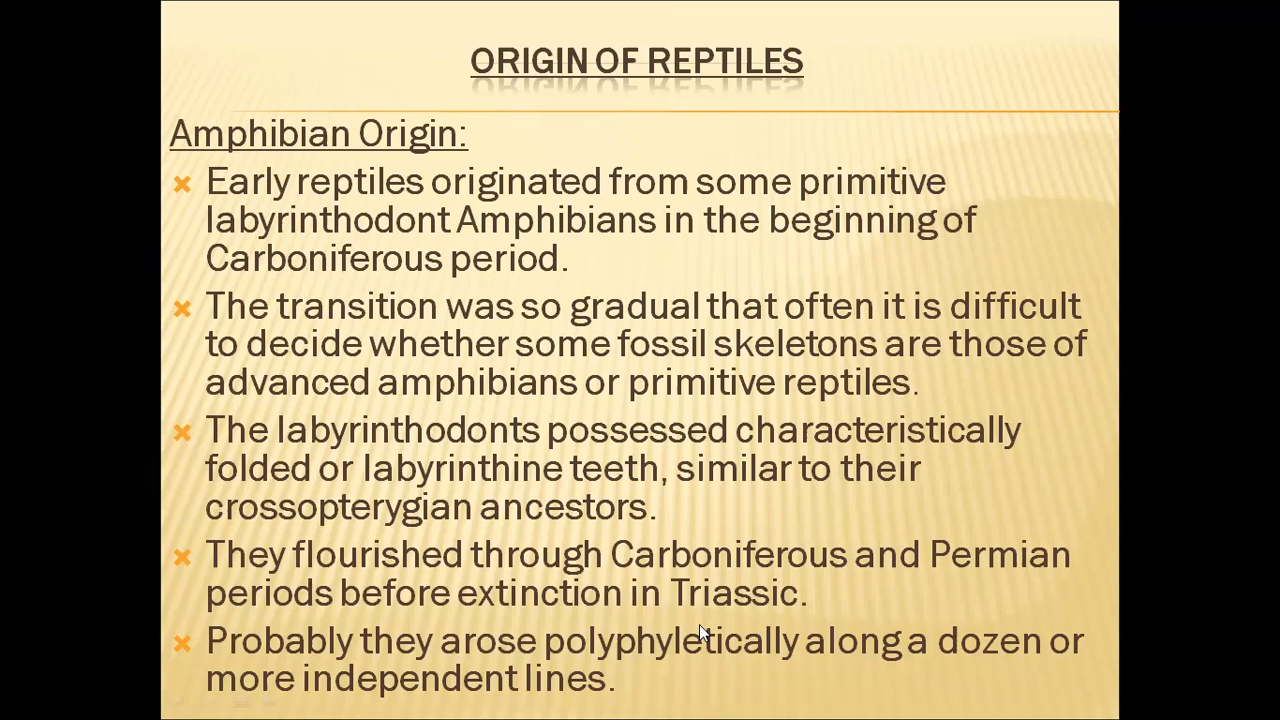 ORIGIN OF REPTILES
Amphibian Origin:
Early reptiles originated from some primitive
labyrinthodont Amphibians in the beginning of
Carboniferous period.
The transition was so gradual that often it is difficult
to decide whether some fossil skeletons are those of
advanced amphibians or primitive reptiles.
The labyrinthodonts possessed characteristically
folded or labyrinthine teeth, similar to their
crossopterygian ancestors.
They flourished through Carboniferous and Permian
periods before extinction in Triassic.
Probably they arose polyphyletically along a dozen or
more independent lines.